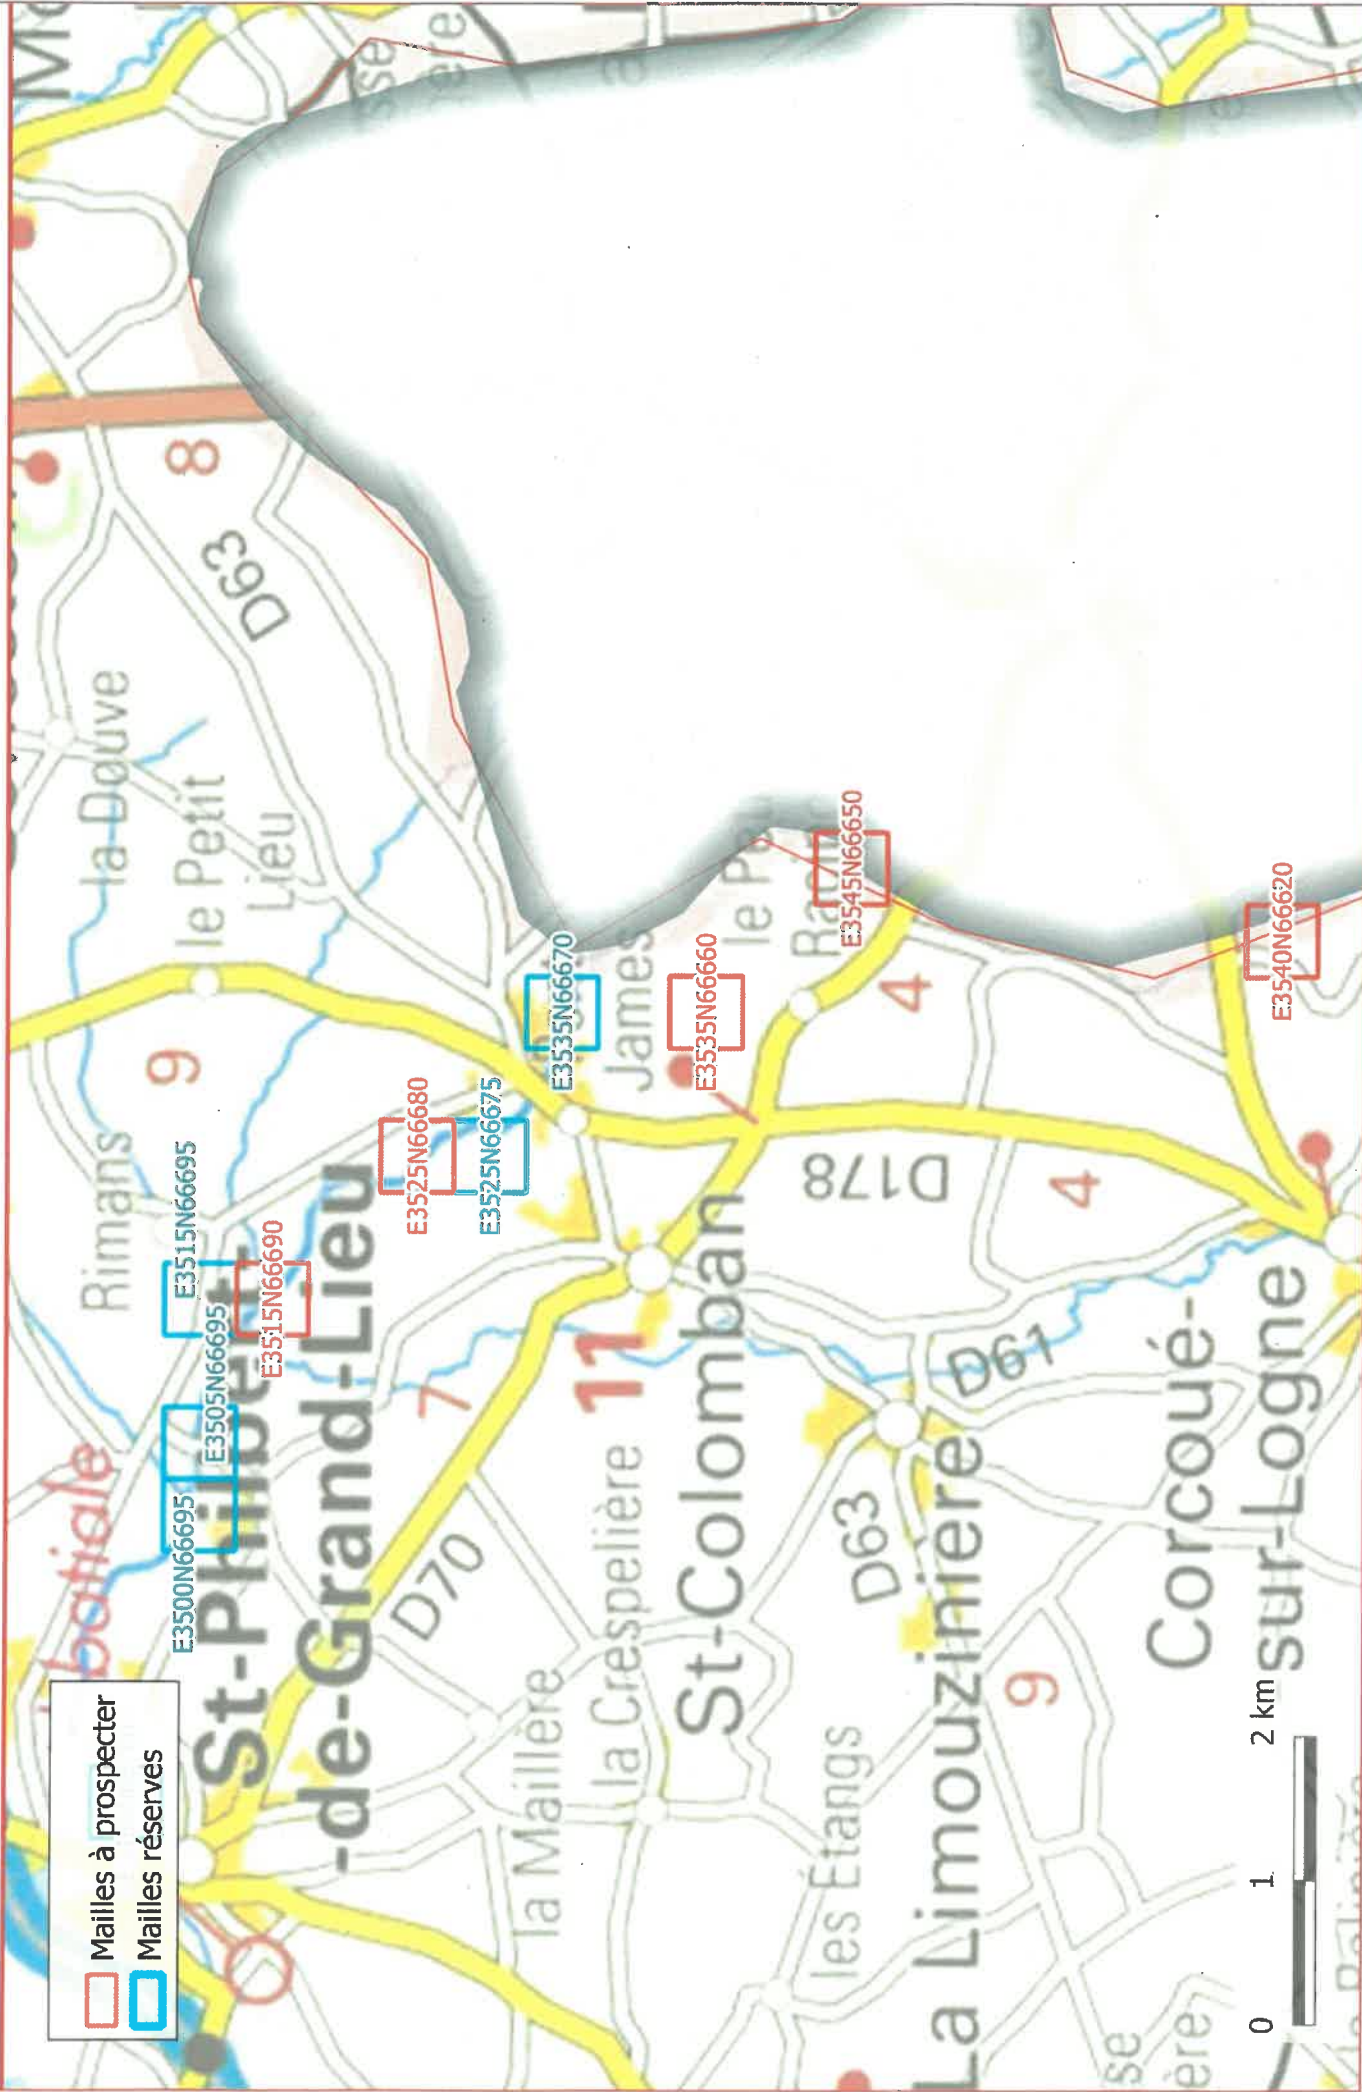 Mailles à prospecter
Mailles réserves
batiale
Rimans
la Douve
le Petit
Lieu
9
D63
8
E3500N66695
E3505N66695
E3515N66695
E3515N66690
St-Philbert-
-de-Grand-Lieu
E3525N66680
E3525N66675
E3535N66670
James
E3535N66660
D70
7
11
la Maillère
la Crespelière
St-Colomban
E3545N66650
4
D178
4
les Étangs
D63
La Limouzinière
D61
9
Corcoué-
sur-Logne
E3540N66620
0 1 2 km